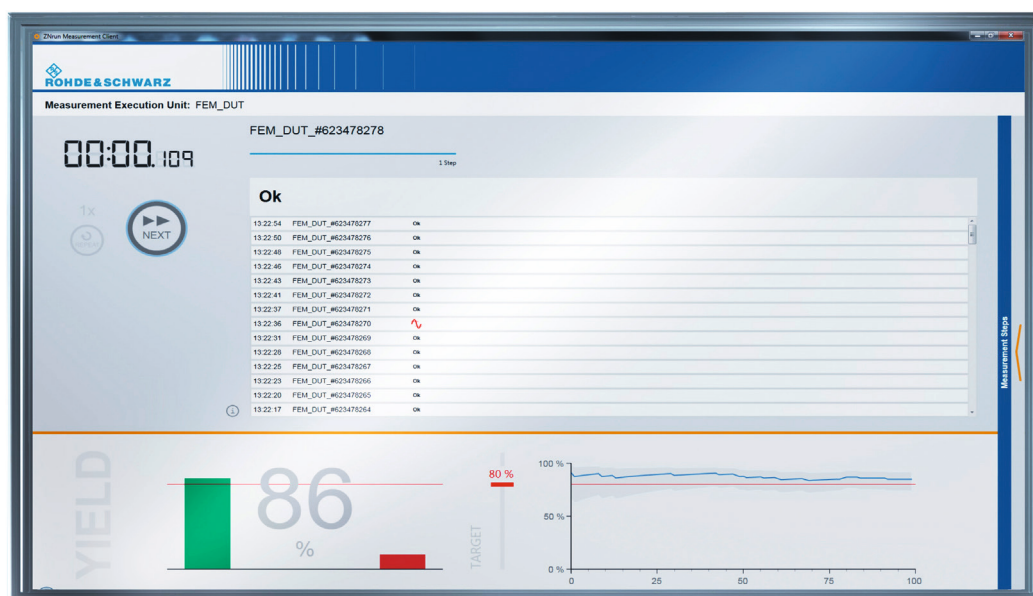 ZNrun Measurement Client
ROHDE&SCHWARZ
Measurement Execution Unit: FEM_DUT
00:00.109
FEM_DUT_#623478278
1 Step
1x
REPEAT
NEXT
Ok
13:22:54 FEM_DUT_#623478277 Ok
13:22:50 FEM_DUT_#623478276 Ok
13:22:48 FEM_DUT_#623478275 Ok
13:22:46 FEM_DUT_#623478274 Ok
13:22:43 FEM_DUT_#623478273 Ok
13:22:41 FEM_DUT_#623478272 Ok
13:22:37 FEM_DUT_#623478271 Ok
13:22:36 FEM_DUT_#623478270
13:22:31 FEM_DUT_#623478269 Ok
13:22:28 FEM_DUT_#623478268 Ok
13:22:25 FEM_DUT_#623478267 Ok
13:22:23 FEM_DUT_#623478266 Ok
13:22:20 FEM_DUT_#623478265 Ok
13:22:17 FEM_DUT_#623478264 Ok
Measurement Steps
YIELD
86
%
TARGET
80 %
100 %
50 %
0 %
0 25 50 75 100